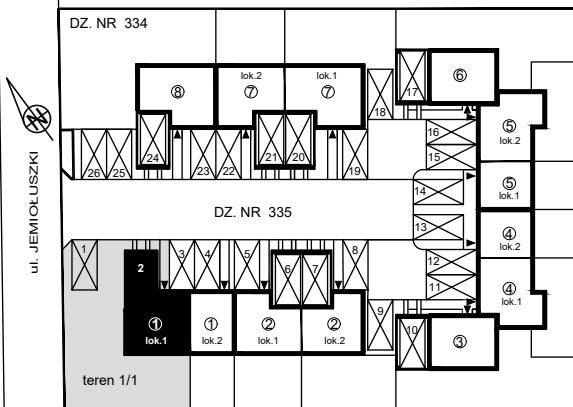 DZ. NR 334
ul. JEMIOŁUSZKI
N
⑧
lok.2
⑦
lok.1
⑦
17
⑥
18
24
21
20
16
15
⑤
lok.2
26
25
23
22
19
⑤
lok.1
14
DZ. NR 335
13
④
lok.2
1
2
3
4
5
6
7
8
12
11
④
lok.1
①
lok.1
①
lok.2
②
lok.1
②
lok.2
9
10
③
teren 1/1